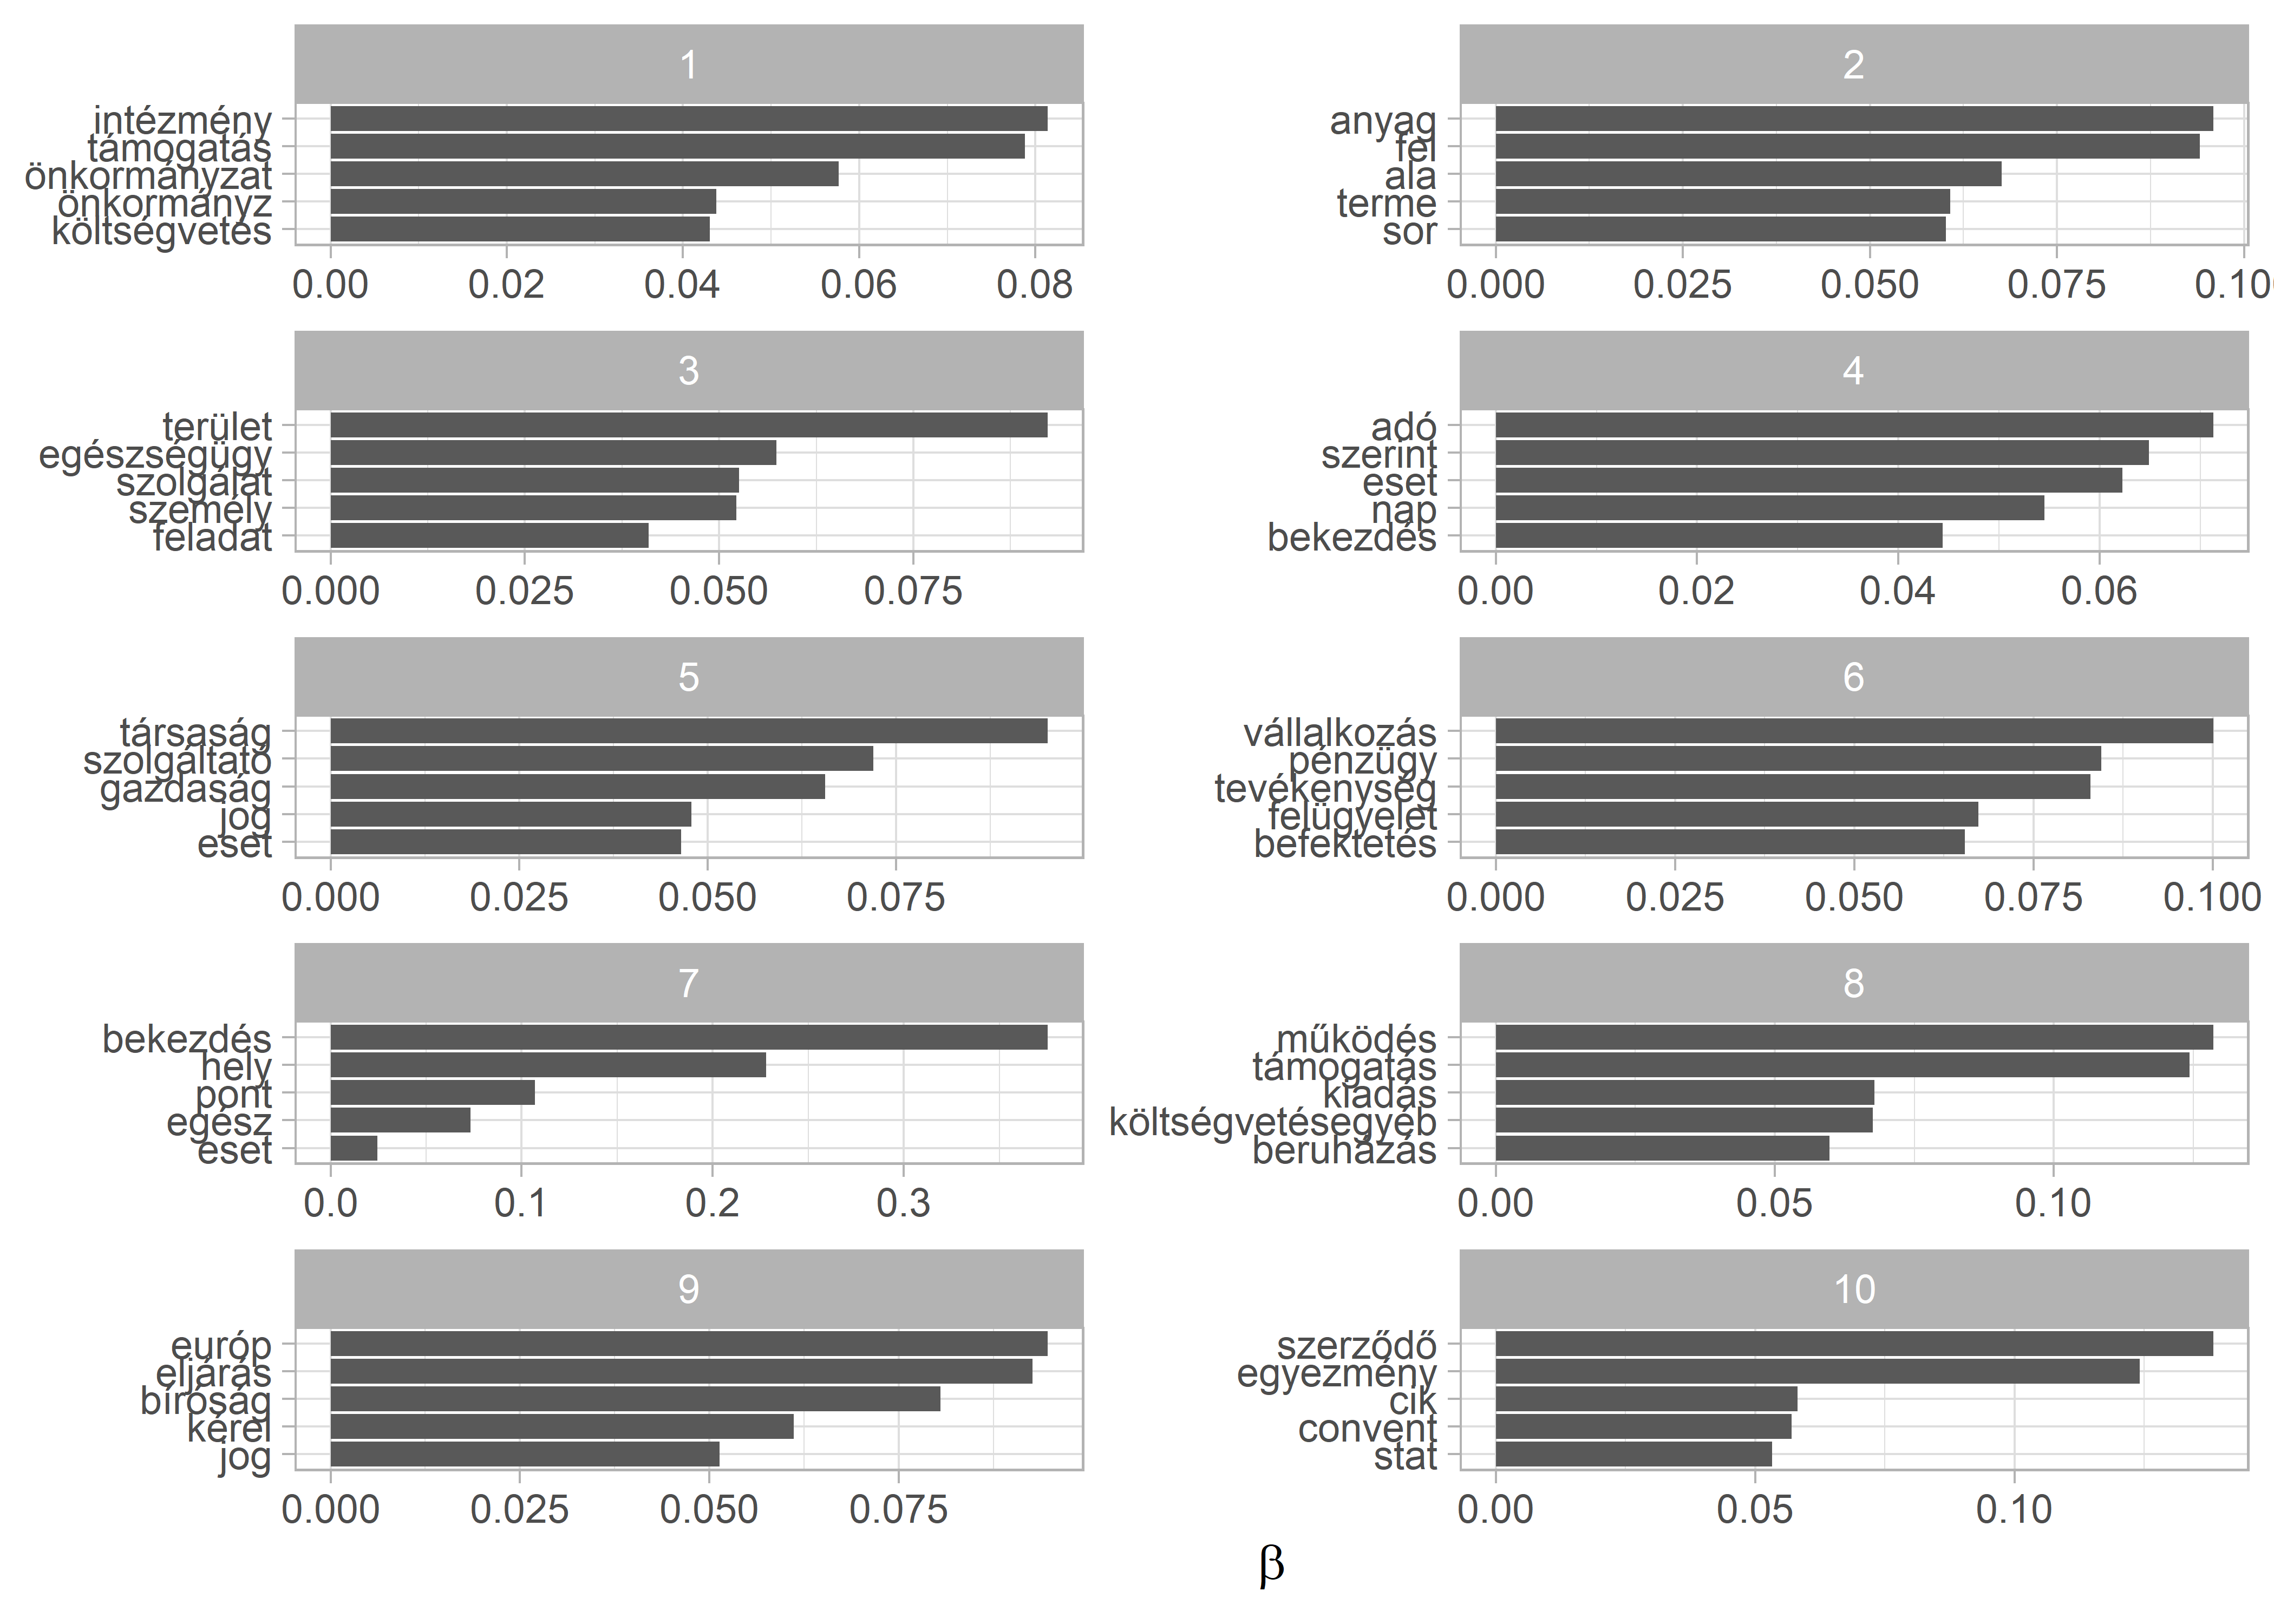 1
intézmény
támogatás
önkormányzat
önkormányz
költségvetés
0.00 0.02 0.04 0.06 0.08
2
anyag
fel
ala
terme
sor
0.000 0.025 0.050 0.075 0.10
3
terület
egészségügy
szolgálat
személy
feladat
0.000 0.025 0.050 0.075
4
adó
szerint
eset
nap
bekezdés
0.00 0.02 0.04 0.06
5
társaság
szolgáltató
gazdaság
jog
eset
0.000 0.025 0.050 0.075
6
vállalkozás
pénzügy
tevékenység
felügyelet
befektetés
0.000 0.025 0.050 0.075 0.100
7
bekezdés
hely
pont
egész
eset
0.0 0.1 0.2 0.3
8
működés
támogatás
kiadás
költségvetésegyéb
beruházás
0.00 0.05 0.10
9
európ
eljárás
bíróság
kérel
jog
0.000 0.025 0.050 0.075
10
szerződő
egyezmény
cik
convent
stat
0.00 0.05 0.10
β